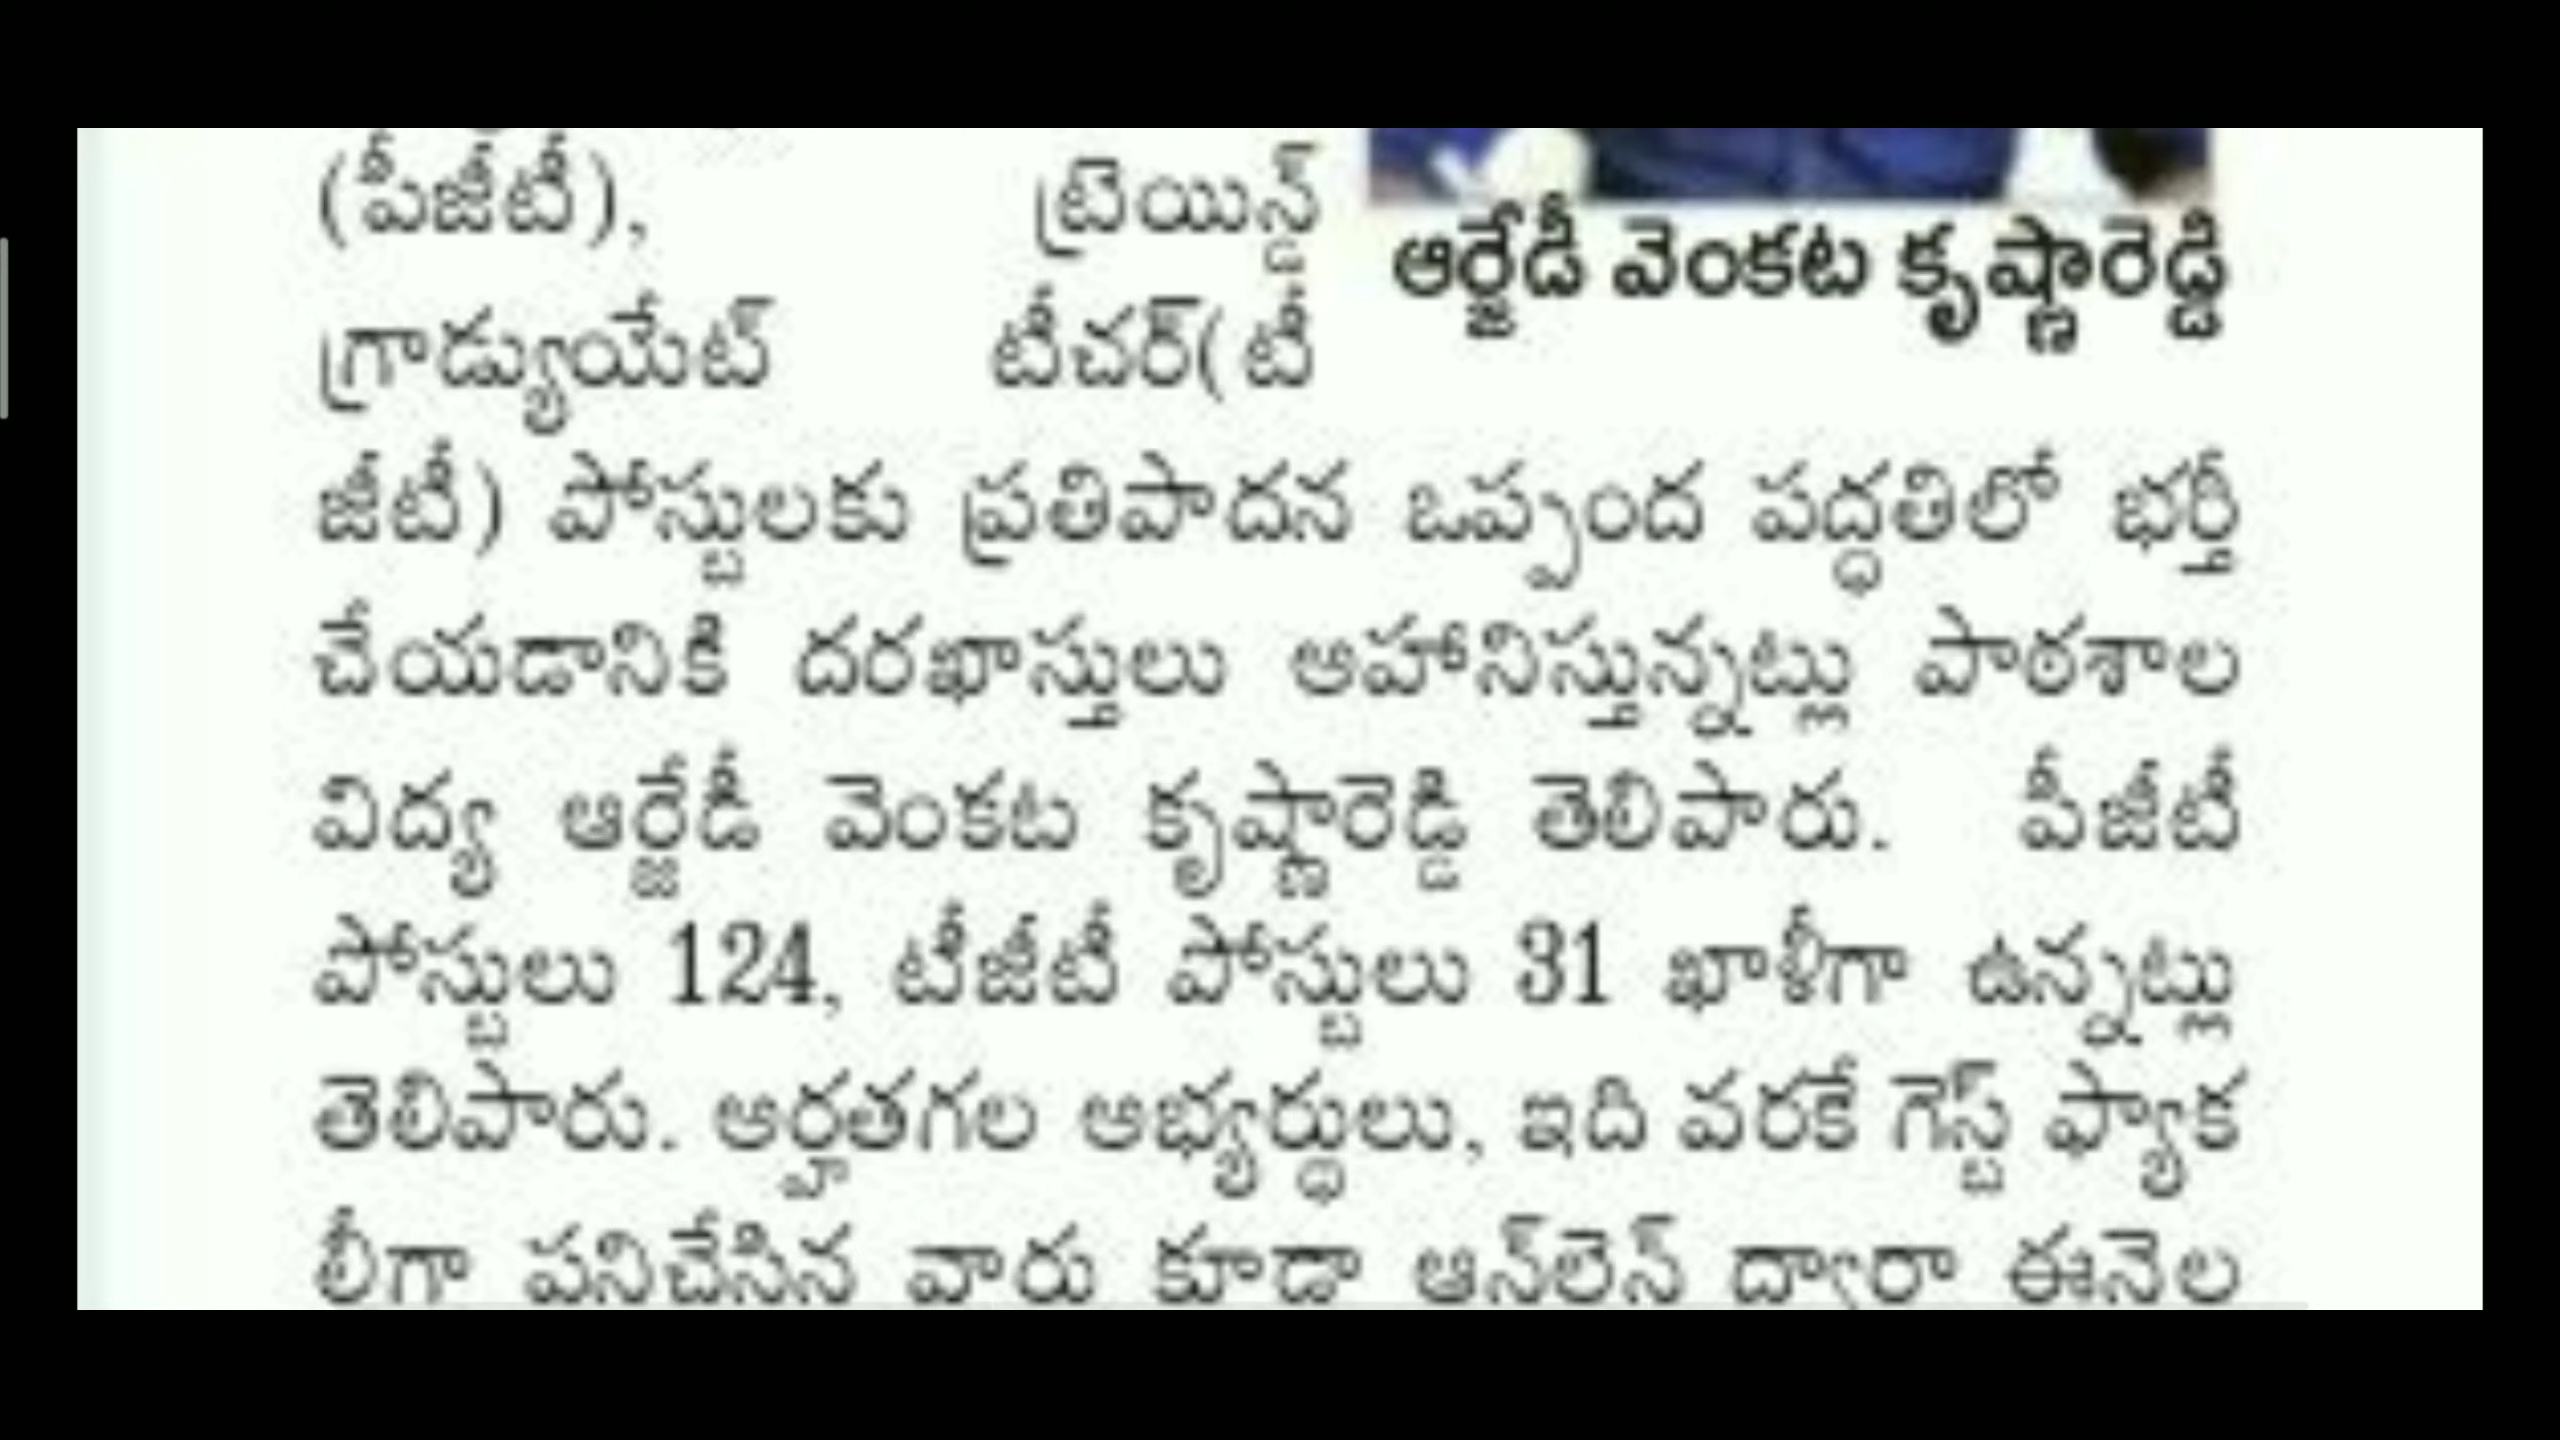 (పీజీటీ), ట్రెయిన్డ్
ఆర్జేడీ వెంకట కృష్ణారెడ్డి
గ్రాడ్యుయేట్ టీచర్(టీ
జీటీ) పోస్టులకు ప్రతిపాదన ఒప్పంద పద్ధతిలో భర్తీ
చేయడానికి దరఖాస్తులు ఆహానిస్తున్నట్లు పాఠశాల
విద్య ఆర్జేడీ వెంకట కృష్ణారెడ్డి తెలిపారు. పీజీటీ
పోస్టులు 124, టీజీటీ పోస్టులు 31 ఖాళీగా ఉన్నట్లు
తెలిపారు. అర్హతగల అభ్యర్థులు, ఇది వరకే గెస్ట్ ఫ్యాక
లీగా పనిచేసిన వారు కూడా ఆన్‌లెన్ ద్వారా ఈనెల